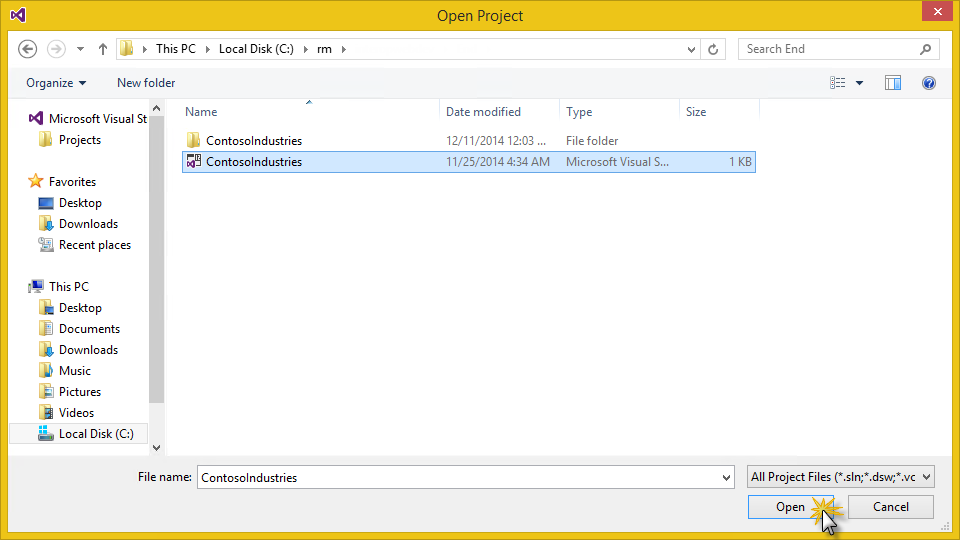 Open Project
This PC Local Disk (C:) rm
Search End
Organize New folder
Name Date modified Type Size
Microsoft Visual St
Projects
Favorites
Desktop
Downloads
Recent places
This PC
Desktop
Documents
Downloads
Music
Pictures
Videos
Local Disk (C:)
ContosoIndustries 12/11/2014 12:03 ... File folder
ContosoIndustries 11/25/2014 4:34 AM Microsoft Visual S... 1 KB
File name: ContosoIndustries All Project Files (*.sln;*.dsw;*.vc
Open Cancel